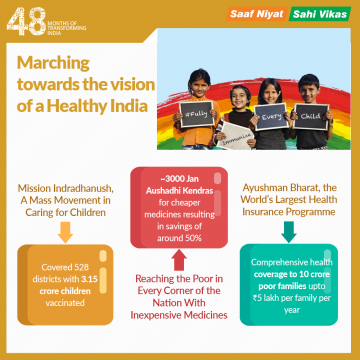 48 MONTHS OF
TRANSFORMING
INDIA
Saaf Niyat Sahi Vikas
Marching
towards the vision
of a Healthy India
#Fully
Immunise
Every
Child
Mission Indradhanush,
A Mass Movement in
Caring for Children
Covered 528
districts with 3.15
crore children
vaccinated
~3000 Jan
Aushadhi Kendras
for cheaper
medicines resulting
in savings of
around 50%
Reaching the Poor in
Every Corner of the
Nation With
Inexpensive Medicines
Ayushman Bharat, the
World's Largest Health
Insurance Programme
Comprehensive health
coverage to 10 crore
poor families upto
₹5 lakh per family per
year